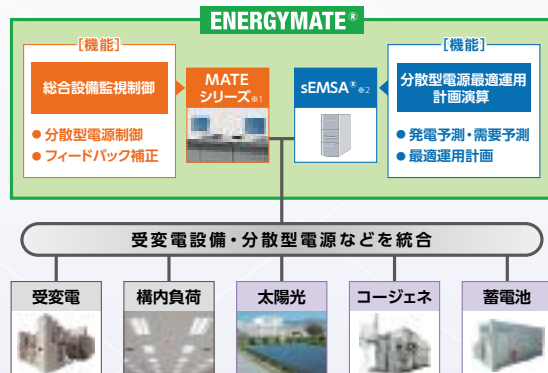 ENERGYMATE®
［機能］
総合設備監視制御
● 分散型電源制御
● フィードバック補正
MATE
シリーズ※1
sEMSA®※2
［機能］
分散型電源最適運用
計画演算
● 発電予測・需要予測
● 最適運用計画
受変電設備・分散型電源などを統合
受変電
構内負荷
太陽光
コージェネ
蓄電池